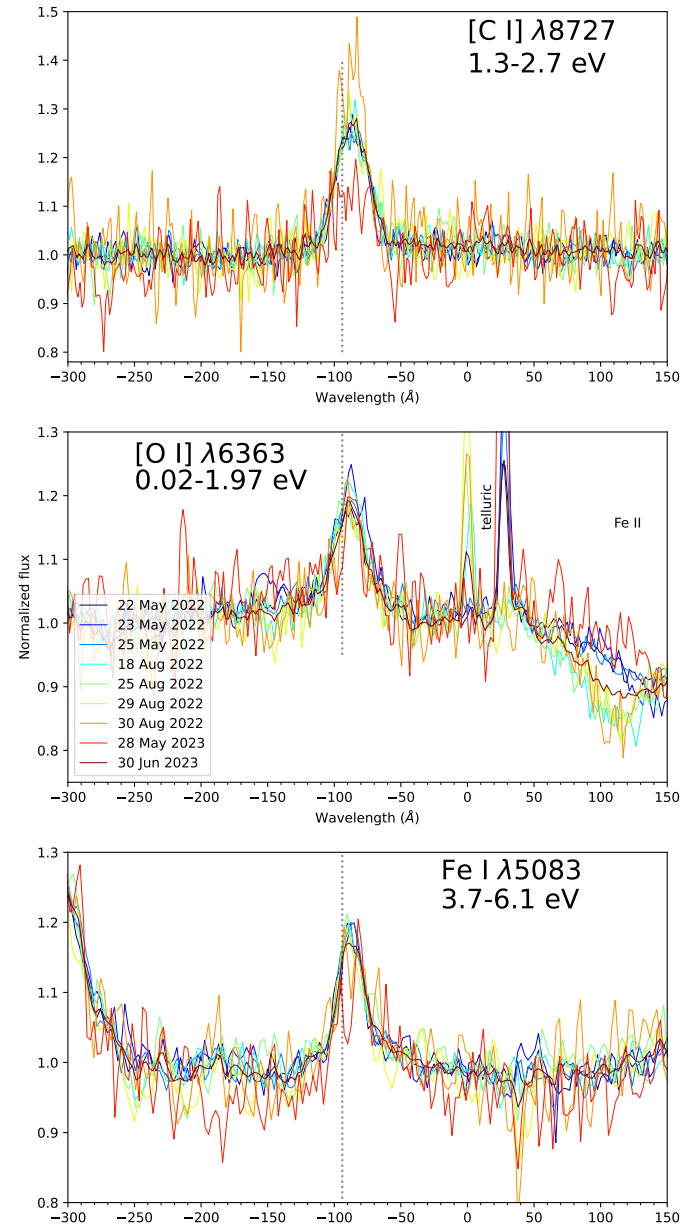 [C I] λ8727
1.3-2.7 eV
1.5
1.4
1.3
1.2
1.1
1.0
0.9
0.8
−300 −250 −200 −150 −100 −50 0 50 100 150
Wavelength (Å)
[O I] λ6363
0.02-1.97 eV
telluric
Fe II
Normalized flux
1.3
1.2
1.1
1.0
0.9
0.8
22 May 2022
23 May 2022
25 May 2022
18 Aug 2022
25 Aug 2022
29 Aug 2022
30 Aug 2022
28 May 2023
30 Jun 2023
−300 −250 −200 −150 −100 −50 0 50 100 150
Wavelength (Å)
Fe I λ5083
3.7-6.1 eV
1.3
1.2
1.1
1.0
0.9
0.8
−300 −250 −200 −150 −100 −50 0 50 100 150